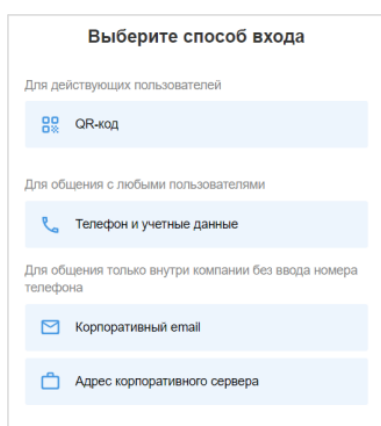 Выберите способ входа
Для действующих пользователей
QR-код
Для общения с любыми пользователями
Телефон и учетные данные
Для общения только внутри компании без ввода номера
телефона
Корпоративный email
Адрес корпоративного сервера